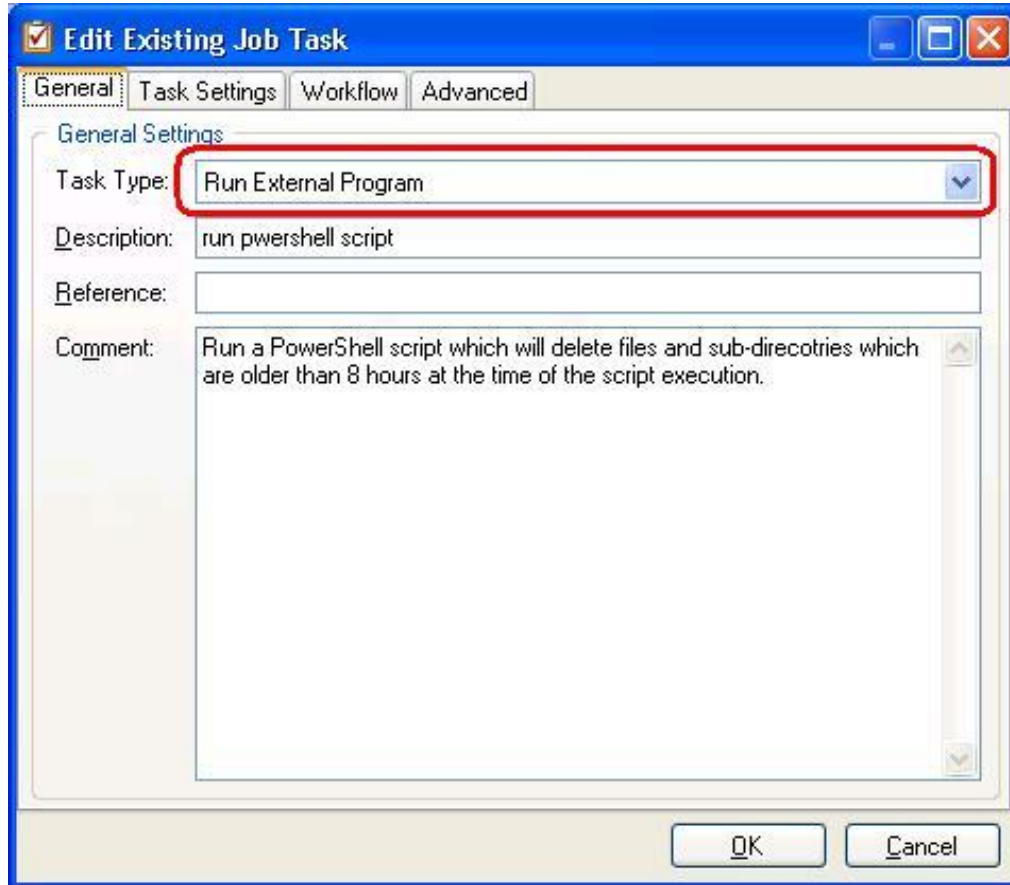 Edit Existing Job Task
General Task Settings Workflow Advanced
General Settings
Task Type: Run External Program
Description: run pwershell script
Reference:
Comment: Run a PowerShell script which will delete files and sub-direcotries which
are older than 8 hours at the time of the script execution.
OK Cancel